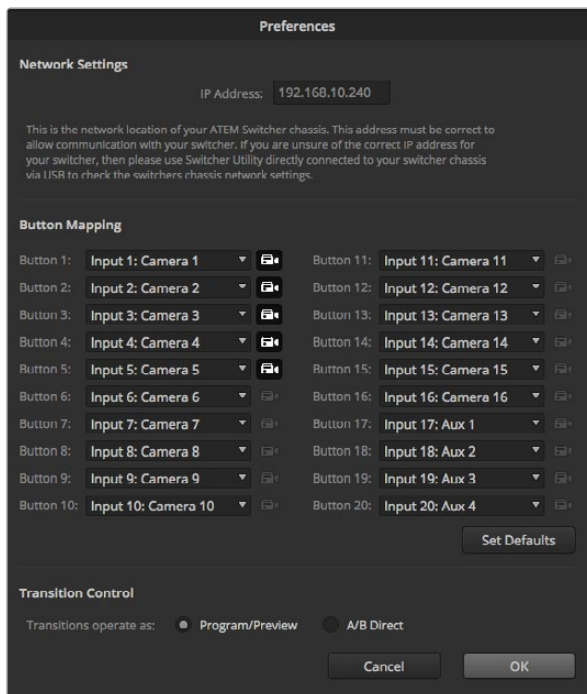 Preferences
Network Settings
IP Address: 192.168.10.240
This is the network location of your ATEM Switcher chassis. This address must be correct to
allow communication with your switcher. If you are unsure of the correct IP address for
your switcher, then please use Switcher Utility directly connected to your switcher chassis
via USB to check the switchers chassis network settings.
Button Mapping
Button 1: Input 1: Camera 1
Button 2: Input 2: Camera 2
Button 3: Input 3: Camera 3
Button 4: Input 4: Camera 4
Button 5: Input 5: Camera 5
Button 6: Input 6: Camera 6
Button 7: Input 7: Camera 7
Button 8: Input 8: Camera 8
Button 9: Input 9: Camera 9
Button 10: Input 10: Camera 10
Button 11: Input 11: Camera 11
Button 12: Input 12: Camera 12
Button 13: Input 13: Camera 13
Button 14: Input 14: Camera 14
Button 15: Input 15: Camera 15
Button 16: Input 16: Camera 16
Button 17: Input 17: Aux 1
Button 18: Input 18: Aux 2
Button 19: Input 19: Aux 3
Button 20: Input 20: Aux 4
Set Defaults
Transition Control
Transitions operate as: Program/Preview A/B Direct
Cancel OK